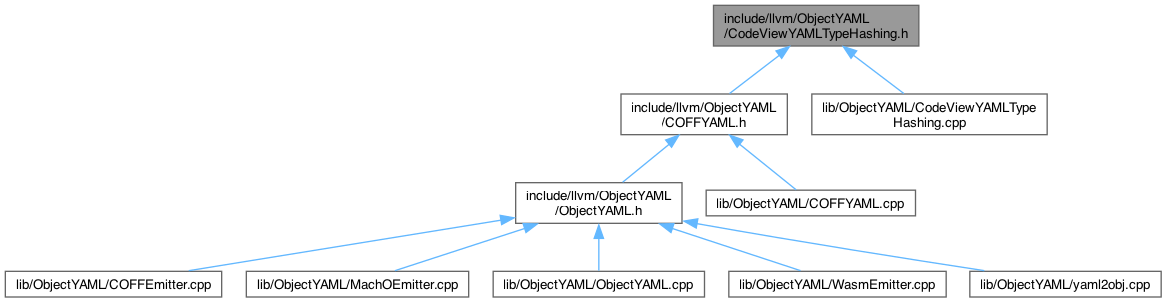 include/llvm/ObjectYAML
/CodeViewYAMLTypeHashing.h
include/llvm/ObjectYAML
/COFFYAML.h
lib/ObjectYAML/CodeViewYAMLType
Hashing.cpp
include/llvm/ObjectYAML
/ObjectYAML.h
lib/ObjectYAML/COFFYAML.cpp
lib/ObjectYAML/COFFEmitter.cpp
lib/ObjectYAML/MachOEmitter.cpp
lib/ObjectYAML/ObjectYAML.cpp
lib/ObjectYAML/WasmEmitter.cpp
lib/ObjectYAML/yaml2obj.cpp